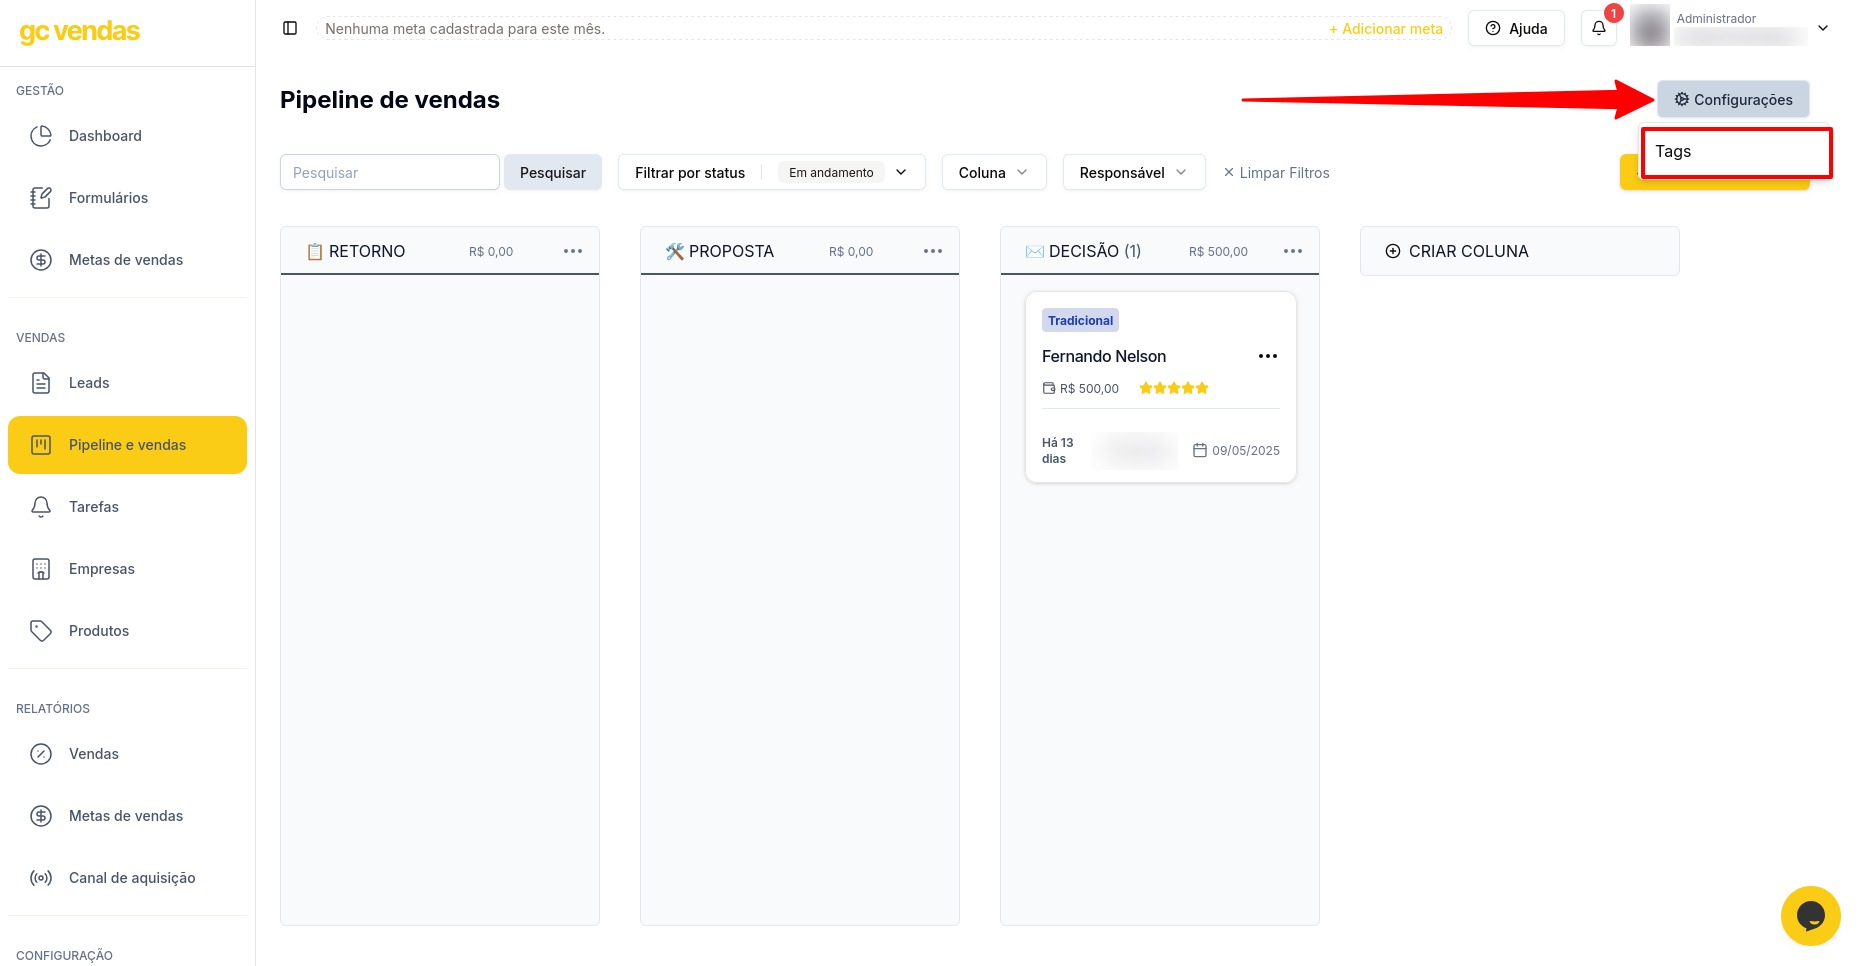 gc vendas
Nenhuma meta cadastrada para este mês.
+ Adicionar meta
Ajuda
1
Administrador
GESTÃO
Dashboard
Formulários
Metas de vendas
VENDAS
Leads
Pipeline e vendas
Tarefas
Empresas
Produtos
RELATÓRIOS
Vendas
Metas de vendas
Canal de aquisição
CONFIGURAÇÃO
Pipeline de vendas
Configurações
Tags
Pesquisar
Pesquisar
Filtrar por status
Em andamento
Coluna
Responsável
Limpar Filtros
RETORNO
R$ 0,00
PROPOSTA
R$ 0,00
DECISÃO (1)
R$ 500,00
CRIAR COLUNA
Tradicional
Fernando Nelson
R$ 500,00
Há 13
dias
09/05/2025